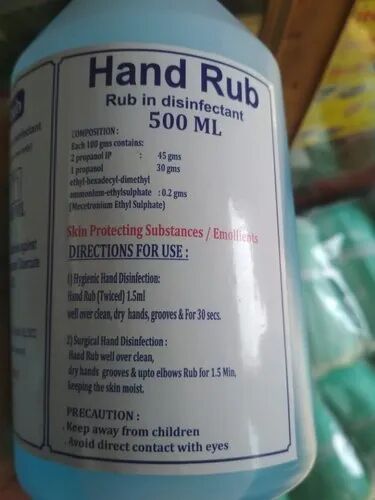 Hand Rub
Rub in disinfectant
500 ML
COMPOSITION :
Each 100 gms contains:
2 propanol IP : 45 gms
1 propanol 30 gms
ethyl-hexadecyl-dimethyl
ammonium-ethylsulphate : 0.2 gms
(Mecetronium Ethyl Sulphate)
Skin Protecting Substances / Emollients
DIRECTIONS FOR USE :
1) Hygienic Hand Disinfection:
Hand Rub (Twiced) 1.5ml
well over clean, dry hands, grooves & For 30 secs.
2) Surgical Hand Disinfection :
Hand Rub well over clean,
dry hands grooves & upto elbows Rub for 1.5 Min,
keeping the skin moist.
PRECAUTION :
. Keep away from children
. Avoid direct contact with eyes